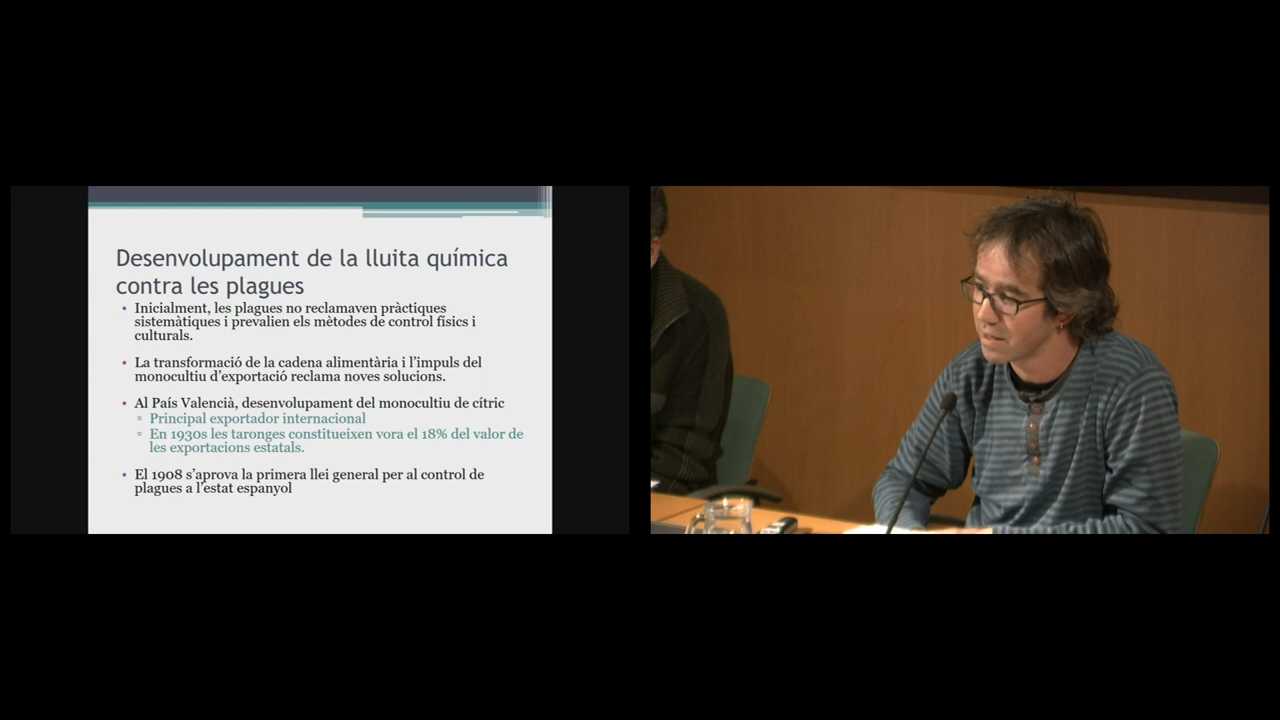 Desenvolupament de la lluita química
contra les plagues
• Inicialment, les plagues no reclamaven pràctiques
sistemàtiques i prevalien els mètodes de control físics i
culturals.
• La transformació de la cadena alimentària i l'impuls del
monocultiu d'exportació reclama noves solucions.
• Al País Valencià, desenvolupament del monocultiu de cítric
▫ Principal exportador internacional
▫ En 1930s les taronges constitueixen vora el 18% del valor de
les exportacions estatals.
• El 1908 s'aprova la primera llei general per al control de
plagues a l'estat espanyol